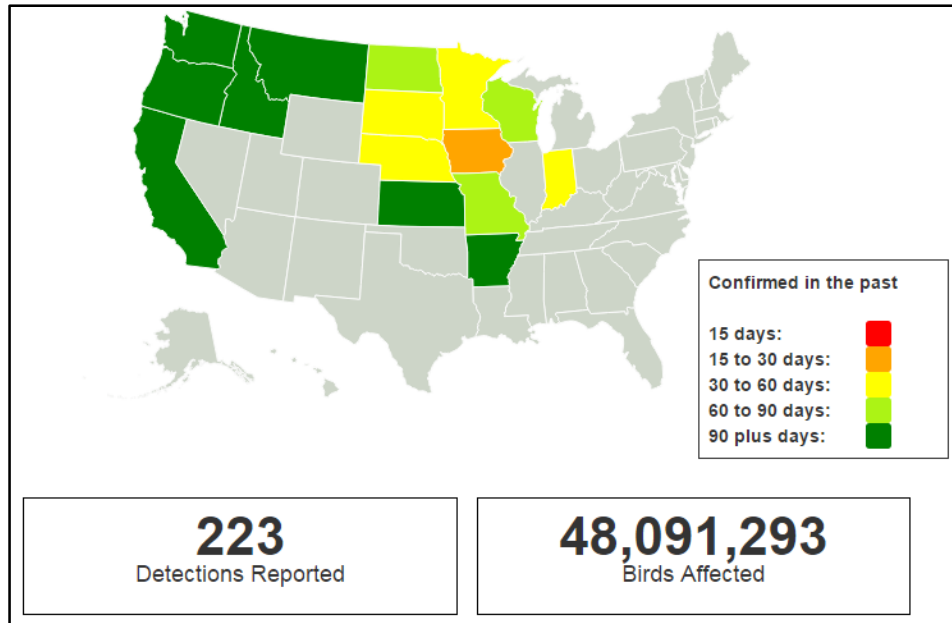 Confirmed in the past
15 days:
15 to 30 days:
30 to 60 days:
60 to 90 days:
90 plus days:
223
Detections Reported
48,091,293
Birds Affected